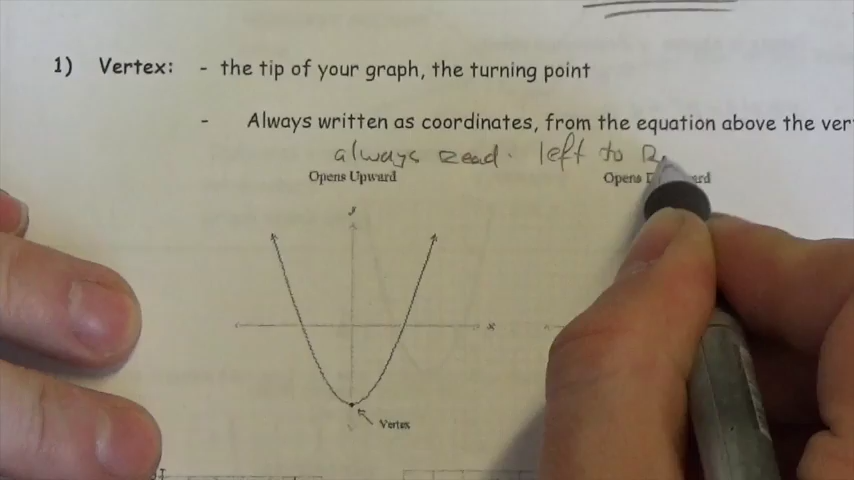 1) Vertex: - the tip of your graph, the turning point
- Always written as coordinates, from the equation above the ver
always read. left to R
Opens Upward Opens
y
x
Vertex